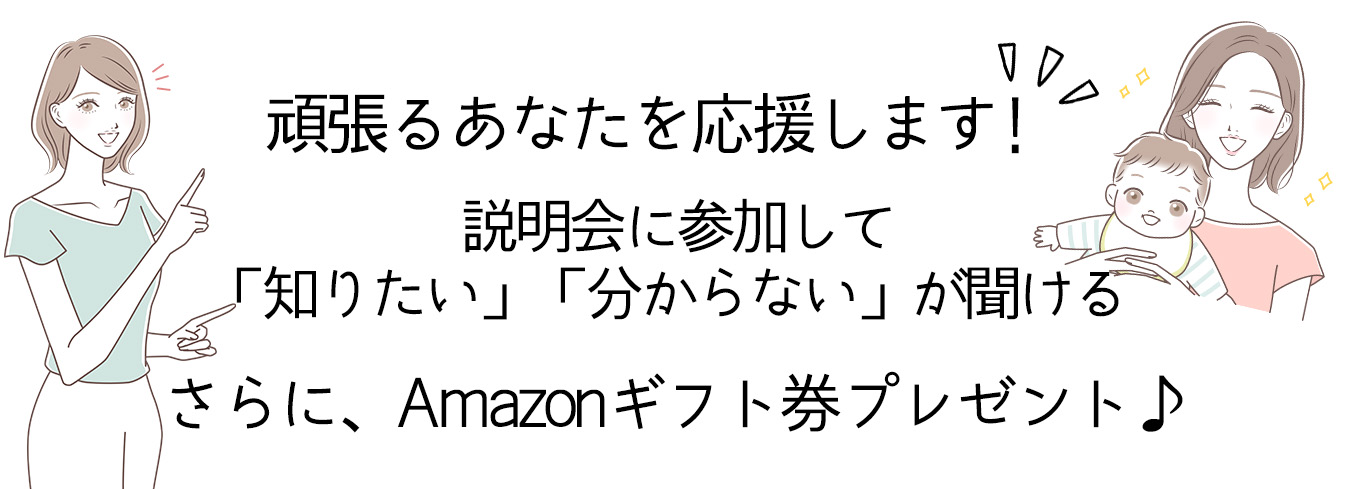 頑張るあなたを応援します!
説明会に参加して
「知りたい」「分からない」が聞ける
さらに、Amazonギフト券プレゼント♪